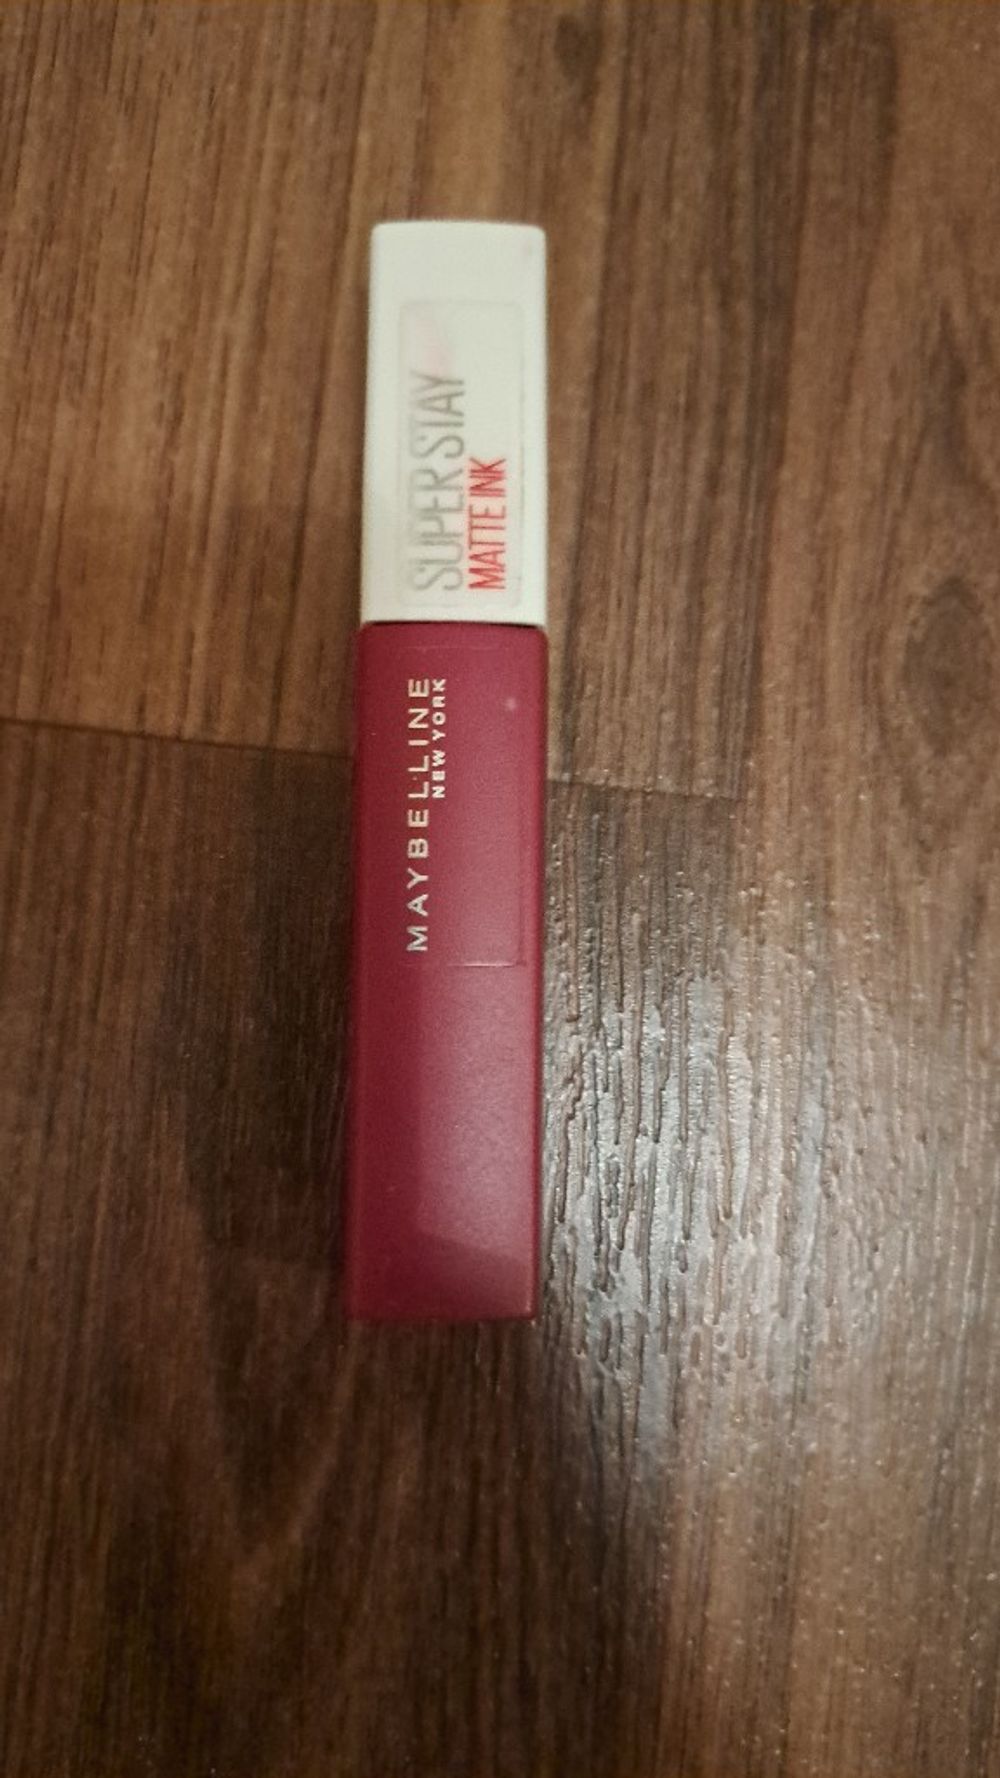 SUPER STAY
MATTE INK
MAYBELLINE
NEW YORK